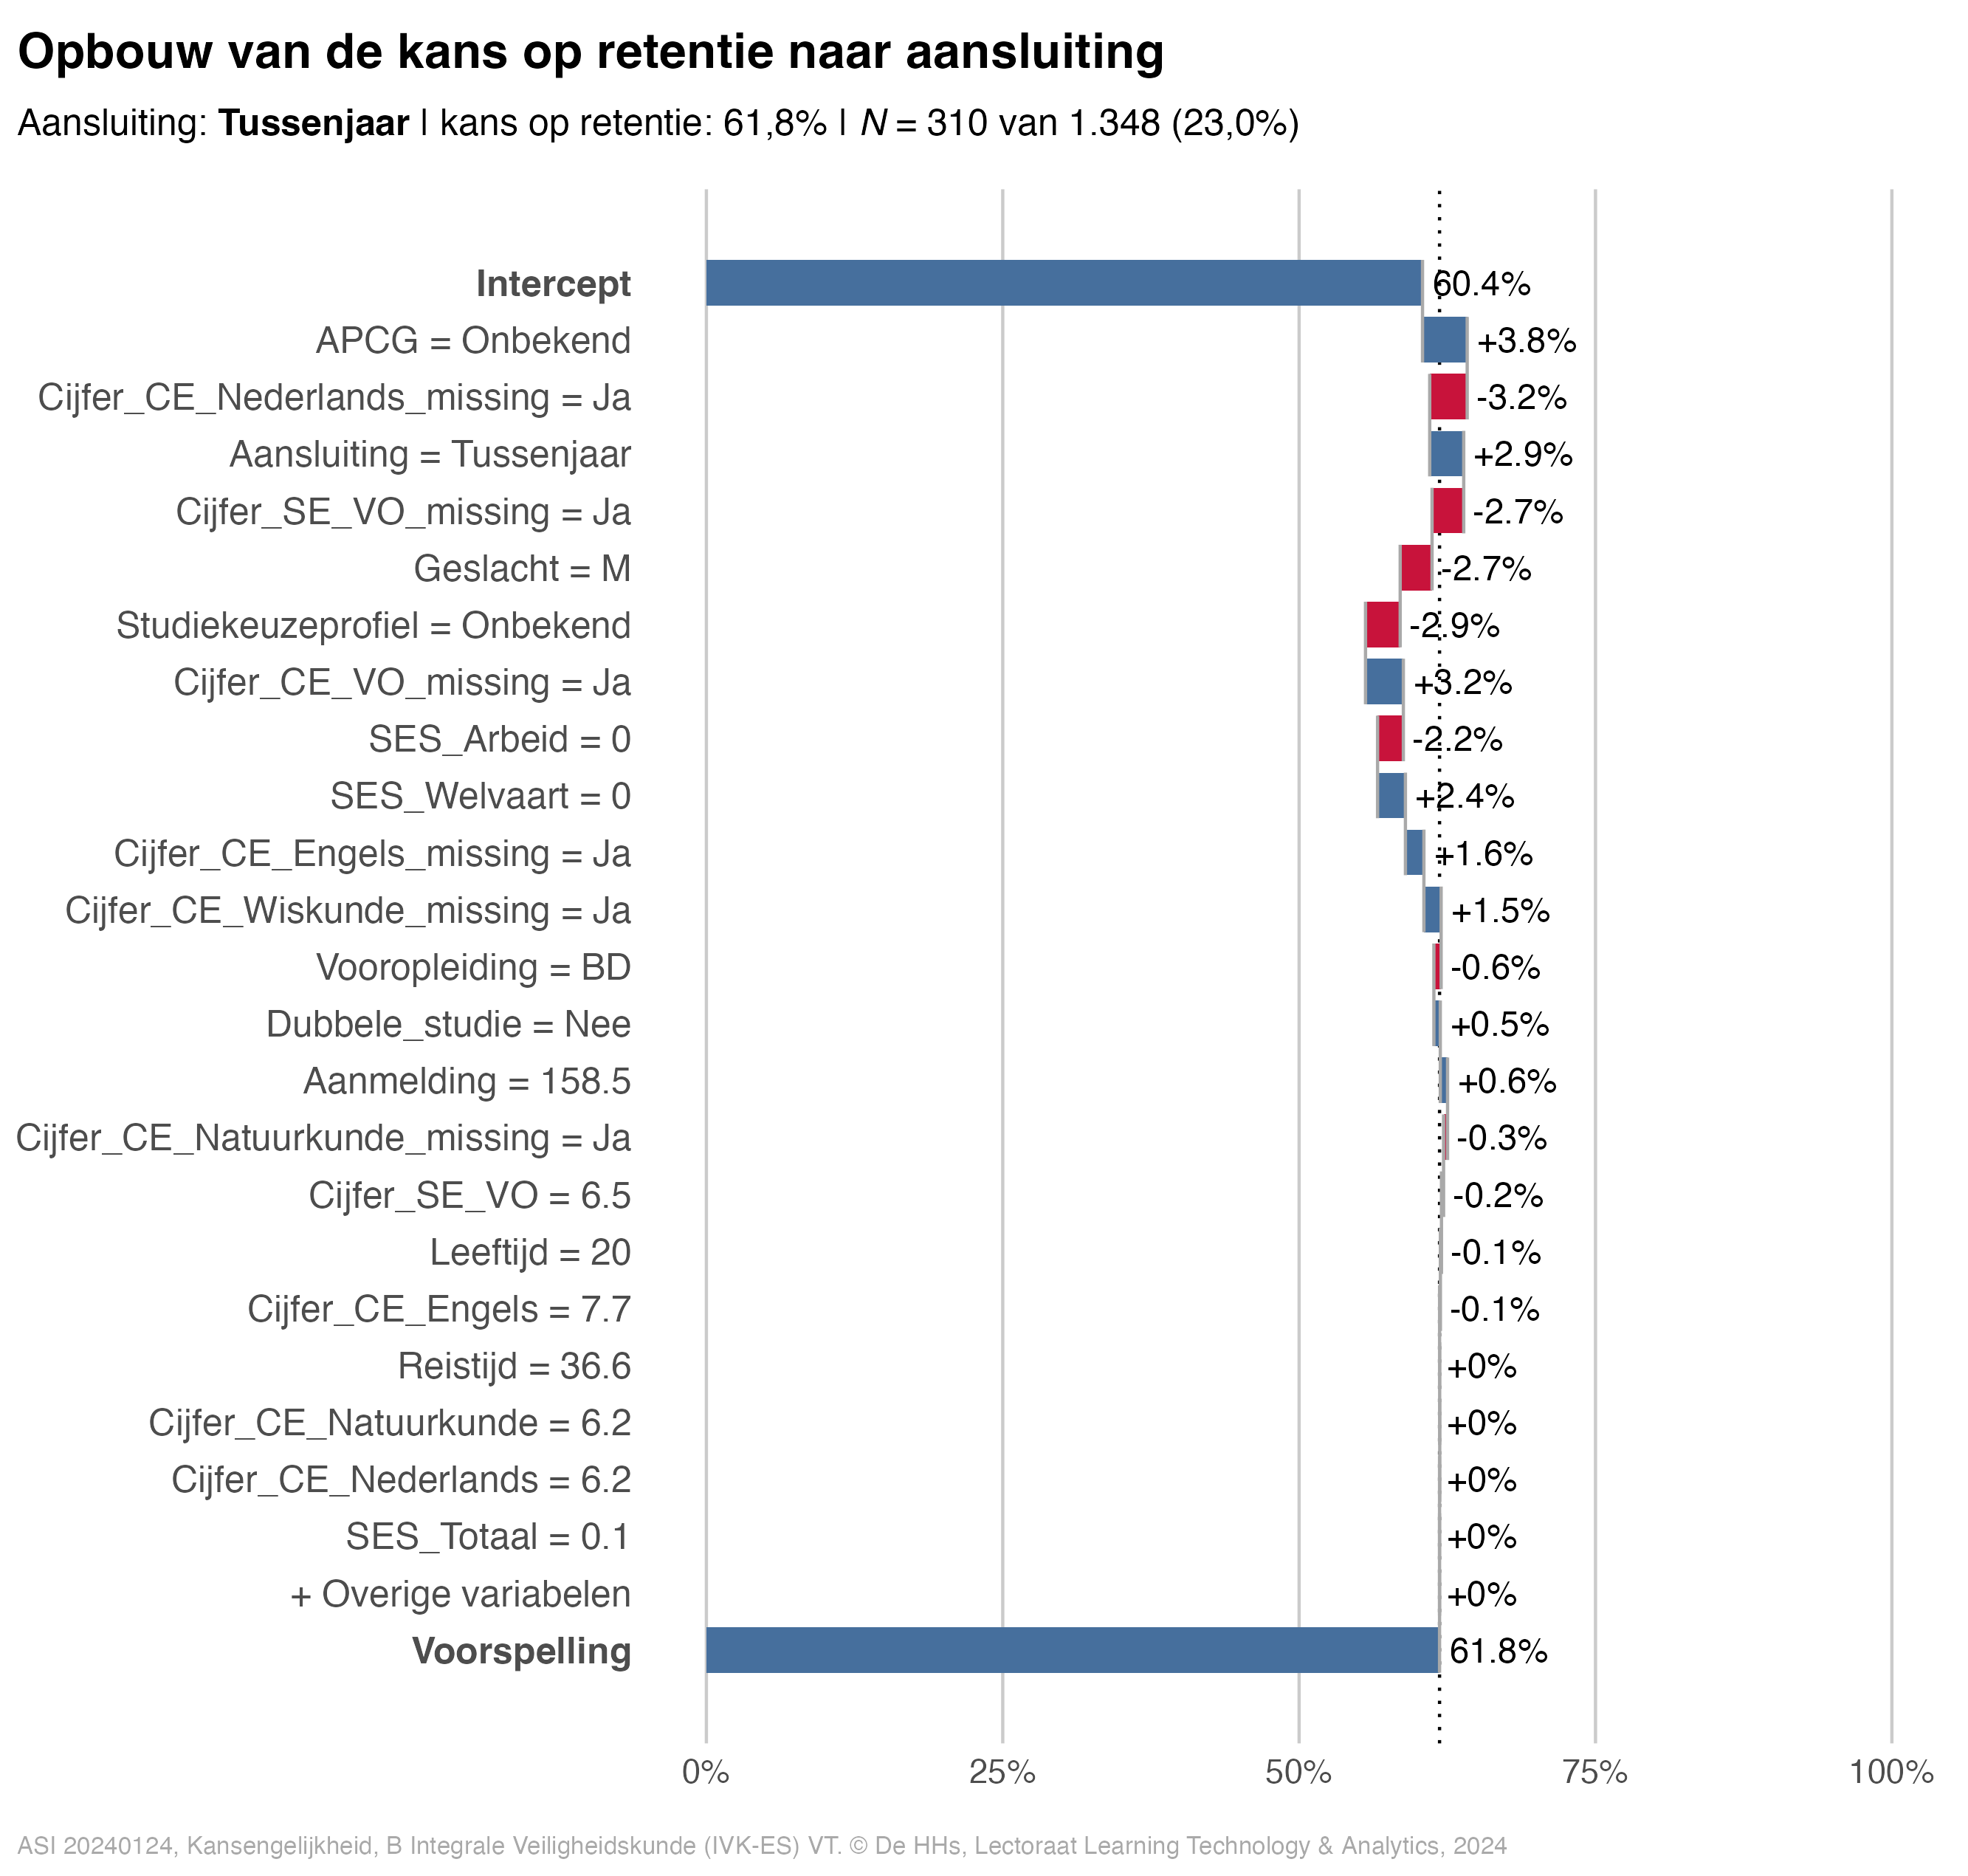 Opbouw van de kans op retentie naar aansluiting
Aansluiting: Tussenjaar | kans op retentie: 61,8% | N = 310 van 1.348 (23,0%)
Intercept 60.4%
APCG = Onbekend +3.8%
Cijfer_CE_Nederlands_missing = Ja -3.2%
Aansluiting = Tussenjaar +2.9%
Cijfer_SE_VO_missing = Ja -2.7%
Geslacht = M -2.7%
Studiekeuzeprofiel = Onbekend -2.9%
Cijfer_CE_VO_missing = Ja +3.2%
SES_Arbeid = 0 -2.2%
SES_Welvaart = 0 +2.4%
Cijfer_CE_Engels_missing = Ja +1.6%
Cijfer_CE_Wiskunde_missing = Ja +1.5%
Vooropleiding = BD -0.6%
Dubbele_studie = Nee +0.5%
Aanmelding = 158.5 +0.6%
Cijfer_CE_Natuurkunde_missing = Ja -0.3%
Cijfer_SE_VO = 6.5 -0.2%
Leeftijd = 20 -0.1%
Cijfer_CE_Engels = 7.7 -0.1%
Reistijd = 36.6 +0%
Cijfer_CE_Natuurkunde = 6.2 +0%
Cijfer_CE_Nederlands = 6.2 +0%
SES_Totaal = 0.1 +0%
+ Overige variabelen +0%
Voorspelling 61.8%
0% 25% 50% 75% 100%
ASI 20240124, Kansengelijkheid, B Integrale Veiligheidskunde (IVK-ES) VT. © De HHs, Lectoraat Learning Technology & Analytics, 2024